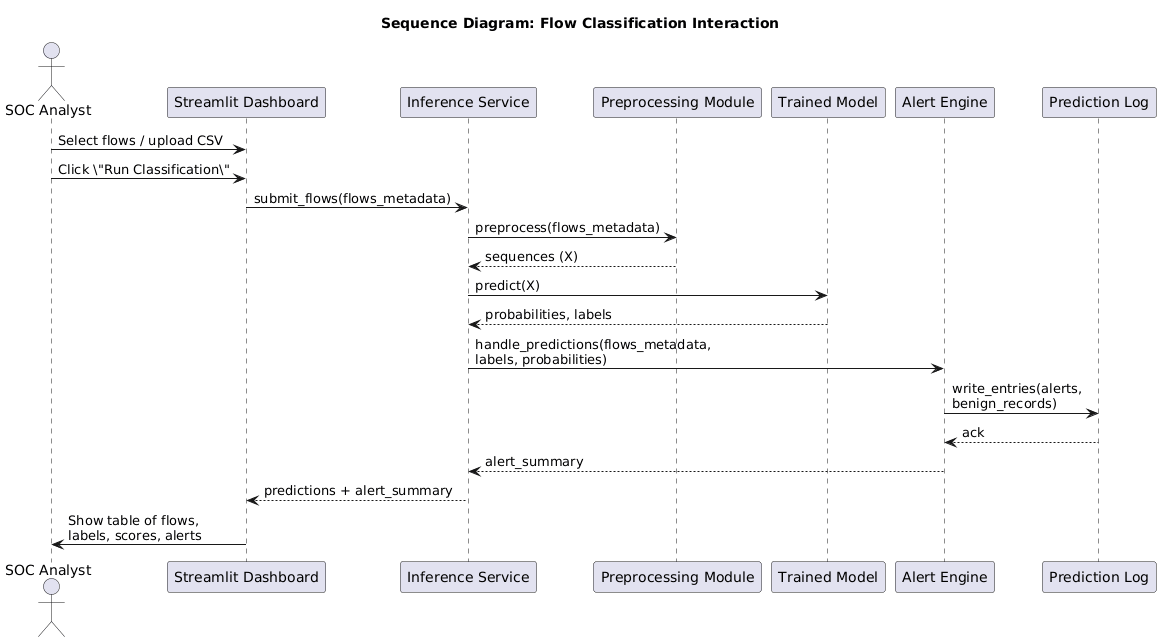 Sequence Diagram: Flow Classification Interaction
SOC Analyst
Streamlit Dashboard
Inference Service
Preprocessing Module
Trained Model
Alert Engine
Prediction Log
Select flows / upload CSV
Click \"Run Classification\"
submit_flows(flows_metadata)
preprocess(flows_metadata)
sequences (X)
predict(X)
probabilities, labels
handle_predictions(flows_metadata,
labels, probabilities)
write_entries(alerts,
benign_records)
ack
alert_summary
predictions + alert_summary
Show table of flows,
labels, scores, alerts
SOC Analyst
Streamlit Dashboard
Inference Service
Preprocessing Module
Trained Model
Alert Engine
Prediction Log